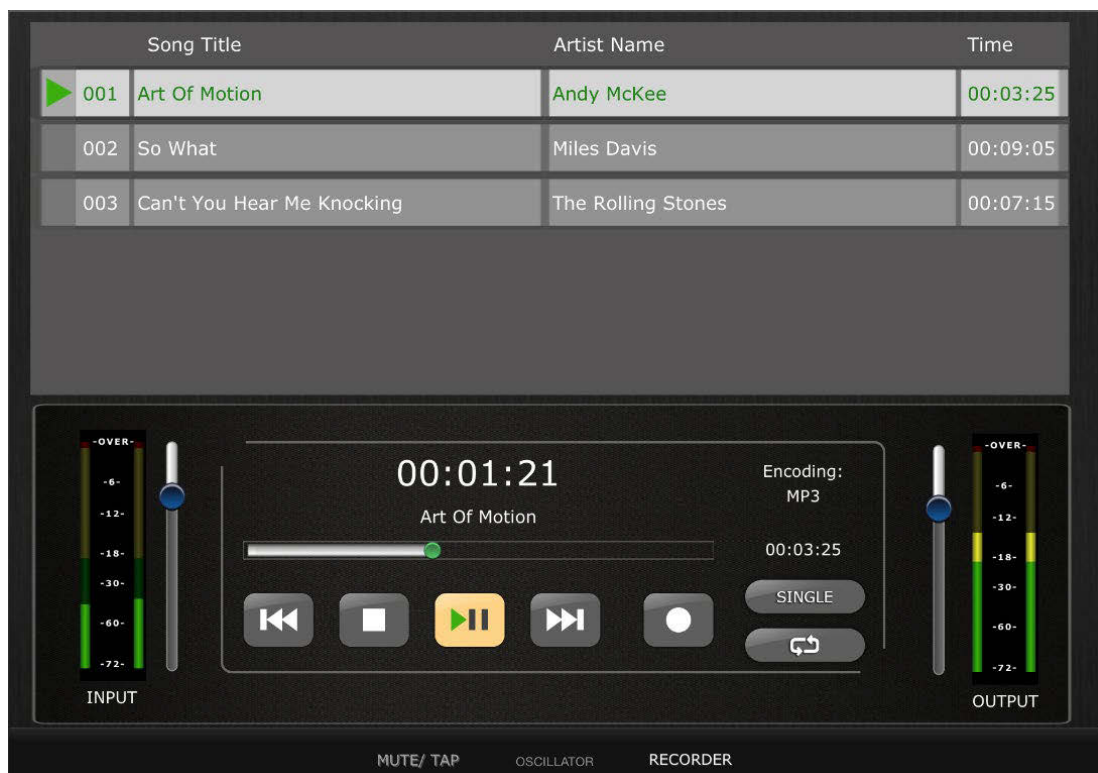 Song Title Artist Name Time
001 Art Of Motion Andy McKee 00:03:25
002 So What Miles Davis 00:09:05
003 Can't You Hear Me Knocking The Rolling Stones 00:07:15
-OVER-
-6-
-12-
-18-
-30-
-60-
-72-
INPUT
00:01:21
Art Of Motion
Encoding:
MP3
00:03:25
SINGLE
-OVER-
-6-
-12-
-18-
-30-
-60-
-72-
OUTPUT
MUTE/ TAP OSCILLATOR RECORDER